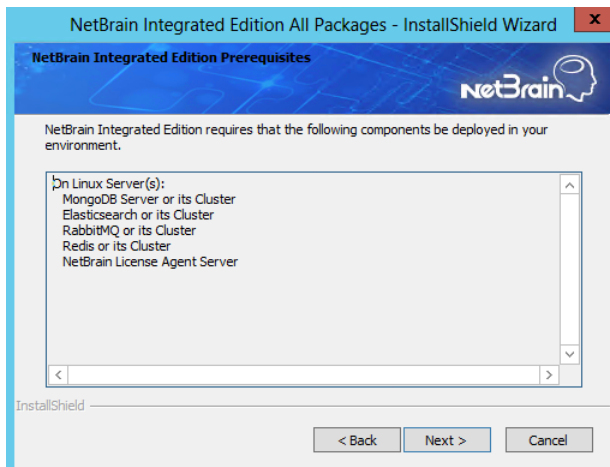 NetBrain Integrated Edition All Packages - InstallShield Wizard
x
NetBrain Integrated Edition Prerequisites
NetBrain
NetBrain Integrated Edition requires that the following components be deployed in your
environment.
On Linux Server(s):
MongoDB Server or its Cluster
Elasticsearch or its Cluster
RabbitMQ or its Cluster
Redis or its Cluster
NetBrain License Agent Server
InstallShield
< Back Next > Cancel